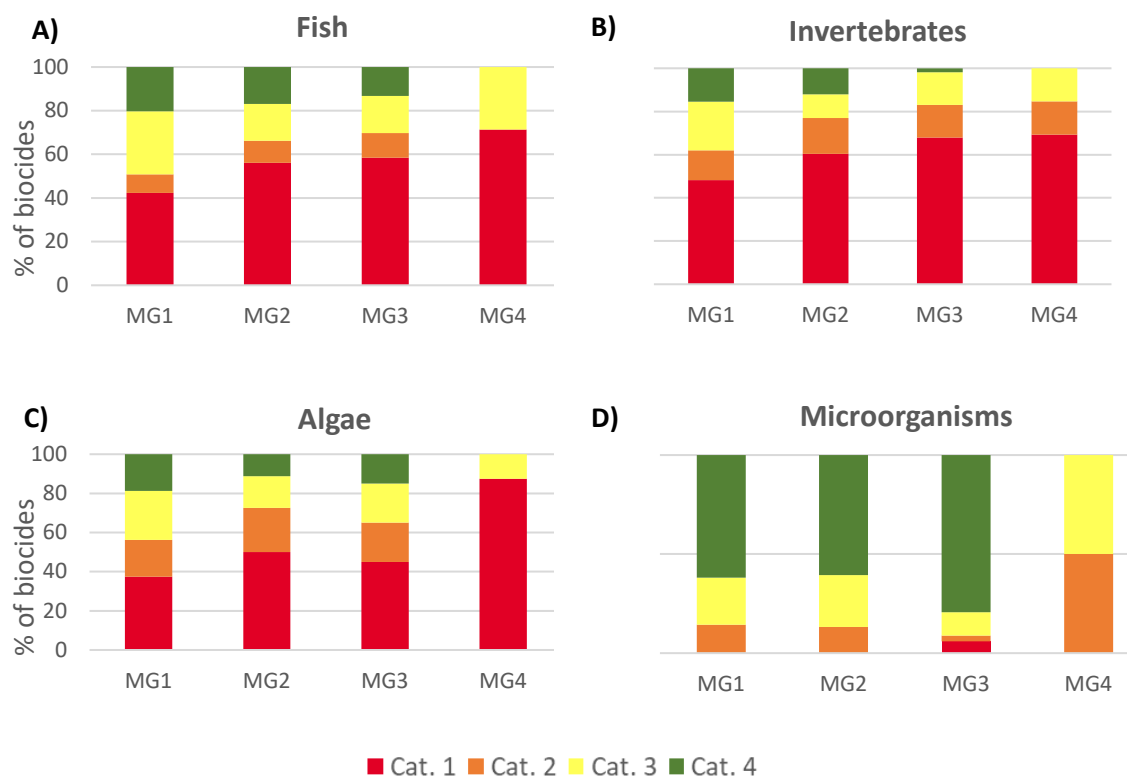 A)
Fish
% of biocides
100
80
60
40
20
0
MG1 MG2 MG3 MG4
B)
Invertebrates
MG1 MG2 MG3 MG4
C)
Algae
% of biocides
100
80
60
40
20
0
MG1 MG2 MG3 MG4
D)
Microorganisms
MG1 MG2 MG3 MG4
Cat. 1 Cat. 2 Cat. 3 Cat. 4